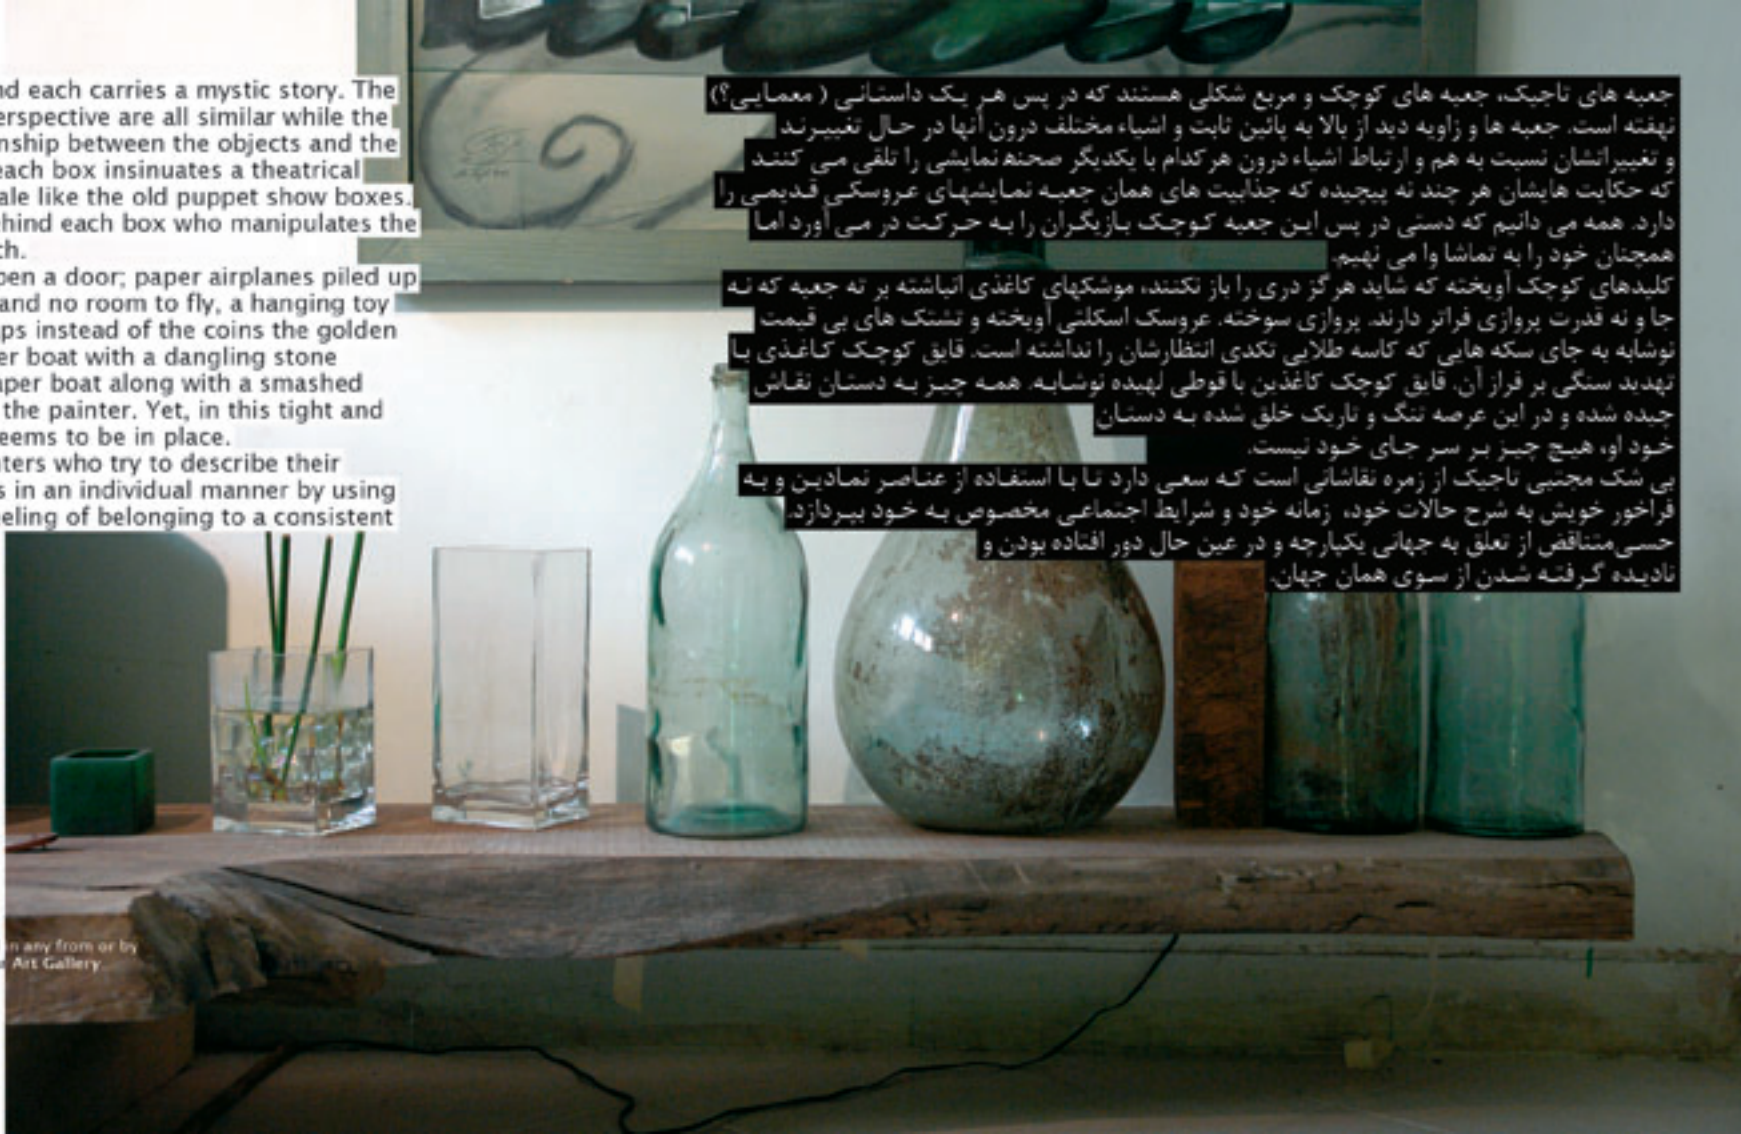 nd each carries a mystic story. The
erspective are all similar while the
nship between the objects and the
each box insinuates a theatrical
ale like the old puppet show boxes.
ehind each box who manipulates the
th.
pen a door; paper airplanes piled up
and no room to fly, a hanging toy
aps instead of the coins the golden
er boat with a dangling stone
aper boat along with a smashed
the painter. Yet, in this tight and
eems to be in place.
nters who try to describe their
s in an individual manner by using
eeling of belonging to a consistent
in any from or by
Art Gallery.
جعبه های تاجیک، جعبه های کوچک و مربع شکلی هستند که در پس هر یک داستانی ( معمایی؟)
نهفته است. جعبه ها و زاویه دید از بالا به پائین ثابت و اشیاء مختلف درون آنها در حال تغییرند
و تغییراتشان نسبت به هم و ارتباط اشیاء درون هرکدام با یکدیگر صحنه نمایشی را تلقی می کنند
که حکایت هایشان هر چند نه پیچیده که جذابیت های همان جعبه نمایشهای عروسکی قدیمی را
دارد. همه می دانیم که دستی در پس این جعبه کوچک بازیگران را به حرکت در می آورد اما
همچنان خود را به تماشا وا می نهیم.
کلیدهای کوچک آویخته که شاید هرگز دری را باز نکنند، موشکهای کاغذی انباشته بر ته جعبه که نه
جا و نه قدرت پروازی فراتر دارند. پروازی سوخته. عروسک اسکلتی آویخته و تشتک های بی قیمت
نوشابه به جای سکه هایی که کاسه طلایی تکدی انتظارشان را نداشته است. قایق کوچک کاغذی با
تهدید سنگی بر فراز آن، قایق کوچک کاغذین با قوطی لهیده نوشابه. همه چیز به دستان نقاش
چیده شده و در این عرصه تنگ و تاریک خلق شده به دستان
خود او، هیچ چیز بر سر جای خود نیست.
بی شک مجتبی تاجیک از زمره نقاشانی است که سعی دارد تا با استفاده از عناصر نمادین و به
فراخور خویش به شرح حالات خود، زمانه خود و شرایط اجتماعی مخصوص به خود بپردازد.
حسی‌متناقض از تعلق به جهانی یکپارچه و در عین حال دور افتاده بودن و
نادیده گرفته شدن از سوی همان جهان.